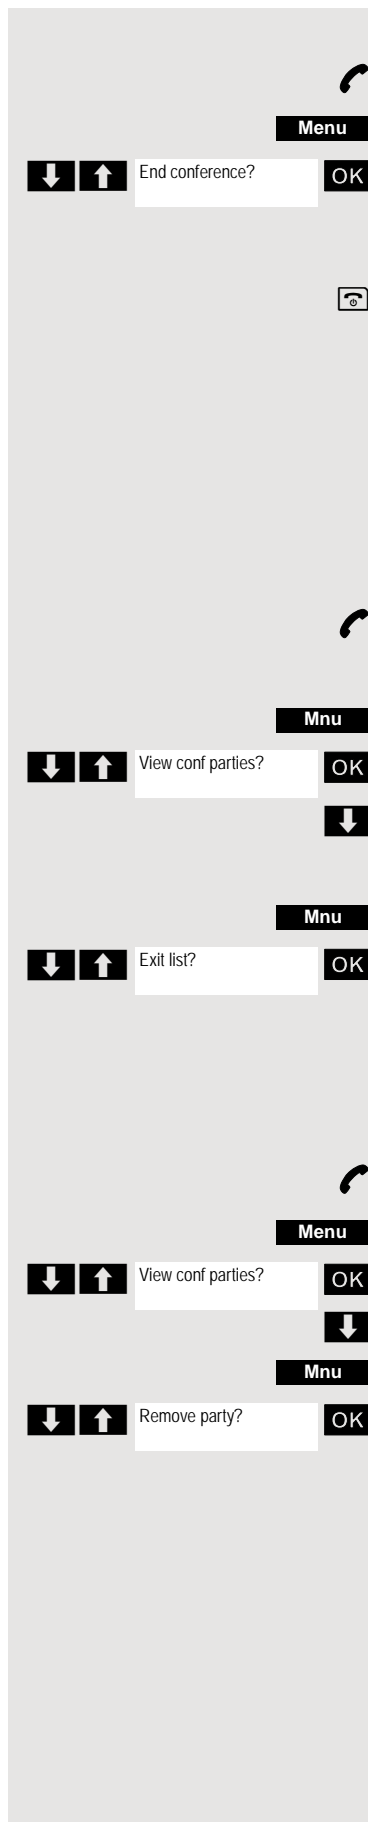 Menu
End conference? OK
Mnu
View conf parties? OK
Mnu
Exit list? OK
Menu
View conf parties? OK
Mnu
Remove party? OK